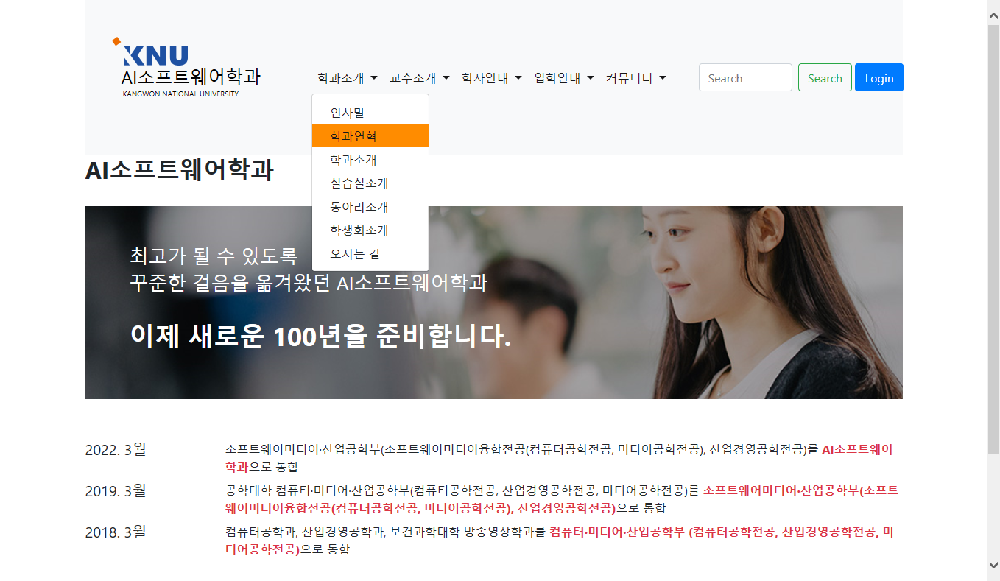 KNU
AI소프트웨어학과
KANGWON NATIONAL UNIVERSITY
학과소개 교수소개 학사안내 입학안내 커뮤니티 Search Search Login
인사말
학과연혁
학과소개
실습실소개
동아리소개
학생회소개
오시는 길
AI소프트웨어학과
최고가 될 수 있도록
꾸준한 걸음을 옮겨왔던 AI소프트웨어학과
이제 새로운 100년을 준비합니다.
2022. 3월 소프트웨어미디어·산업공학부(소프트웨어미디어융합전공(컴퓨터공학전공, 미디어공학전공), 산업경영공학전공)를 AI소프트웨어
학과으로 통합
2019. 3월 공학대학 컴퓨터·미디어·산업공학부(컴퓨터공학전공, 산업경영공학전공, 미디어공학전공)를 소프트웨어미디어·산업공학부(소프트
웨어미디어융합전공(컴퓨터공학전공, 미디어공학전공), 산업경영공학전공)으로 통합
2018. 3월 컴퓨터공학과, 산업경영공학과, 보건과학대학 방송영상학과를 컴퓨터·미디어·산업공학부 (컴퓨터공학전공, 산업경영공학전공, 미
디어공학전공)으로 통합